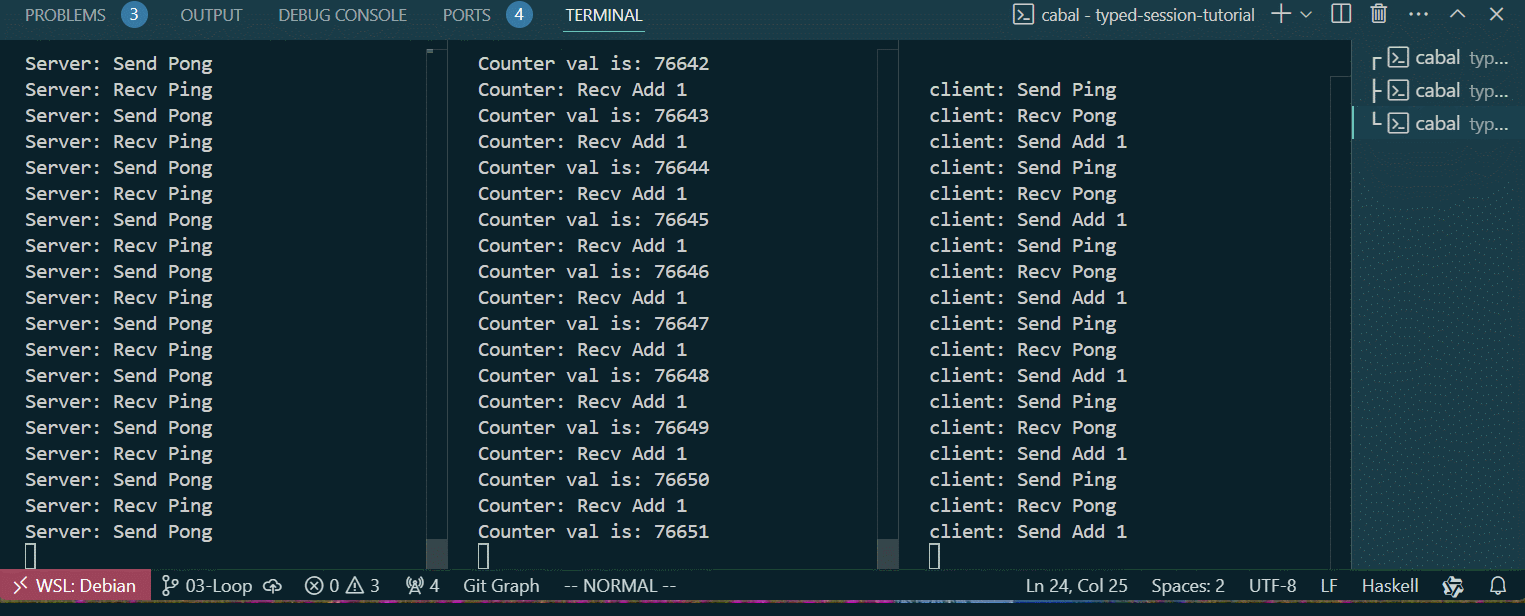 PROBLEMS 3 OUTPUT DEBUG CONSOLE PORTS 4 TERMINAL cabal - typed-session-tutorial
Server: Send Pong
Server: Recv Ping
Server: Send Pong
Server: Recv Ping
Server: Send Pong
Server: Recv Ping
Server: Send Pong
Server: Recv Ping
Server: Send Pong
Server: Recv Ping
Server: Send Pong
Server: Recv Ping
Server: Send Pong
Server: Recv Ping
Server: Send Pong
Server: Recv Ping
Server: Send Pong
Server: Recv Ping
Server: Send Pong
Counter val is: 76642
Counter: Recv Add 1
Counter val is: 76643
Counter: Recv Add 1
Counter val is: 76644
Counter: Recv Add 1
Counter val is: 76645
Counter: Recv Add 1
Counter val is: 76646
Counter: Recv Add 1
Counter val is: 76647
Counter: Recv Add 1
Counter val is: 76648
Counter: Recv Add 1
Counter val is: 76649
Counter: Recv Add 1
Counter val is: 76650
Counter: Recv Add 1
Counter val is: 76651
client: Send Ping
client: Recv Pong
client: Send Add 1
client: Send Ping
client: Recv Pong
client: Send Add 1
client: Send Ping
client: Recv Pong
client: Send Add 1
client: Send Ping
client: Recv Pong
client: Send Add 1
client: Send Ping
client: Recv Pong
client: Send Add 1
client: Send Ping
client: Recv Pong
client: Send Add 1
cabal typ...
cabal typ...
cabal typ...
WSL: Debian 03-Loop 0 3 4 Git Graph -- NORMAL -- Ln 24, Col 25 Spaces: 2 UTF-8 LF Haskell